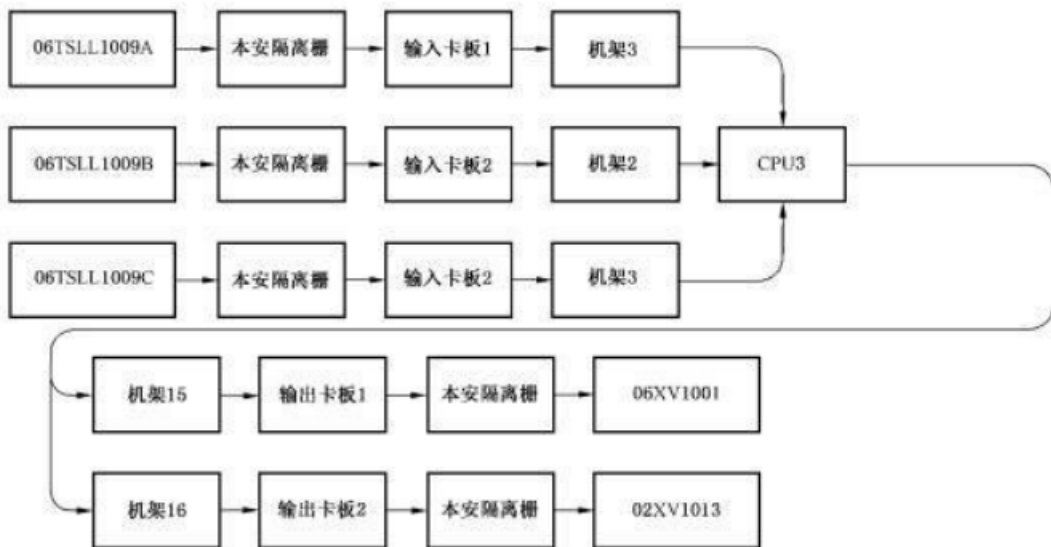 06TSLL1009A 本安隔离栅 输入卡板1 机架3
06TSLL1009B 本安隔离栅 输入卡板2 机架2 CPU3
06TSLL1009C 本安隔离栅 输入卡板2 机架3
机架15 输出卡板1 本安隔离栅 06XV1001
机架16 输出卡板2 本安隔离栅 02XV1013